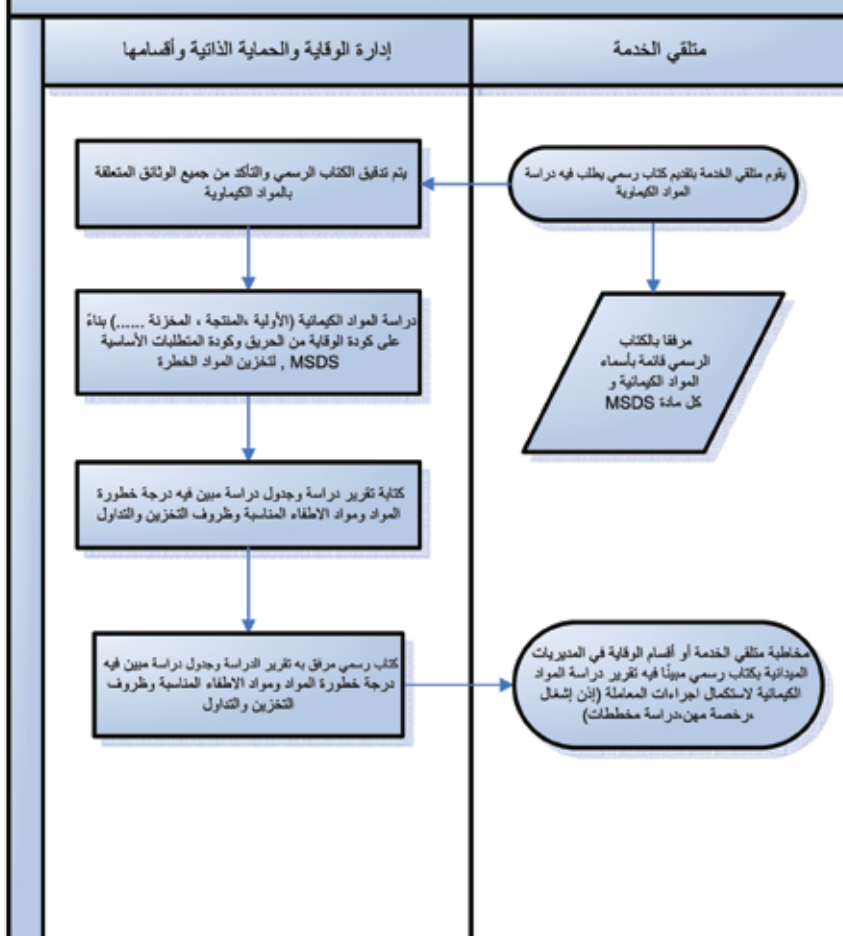 متلقي الخدمة
إدارة الوقاية والحماية الذاتية وأقسامها
يقوم متلقي الخدمة بتقديم كتاب رسمي يطلب فيه دراسة
المواد الكيماوية
يتم تدقيق الكتاب الرسمي والتأكد من جميع الوثائق المتعلقة
بالمواد الكيماوية
مرفقا بالكتاب
الرسمي قائمة بأسماء
المواد الكيمائية و
كل مادة MSDS
دراسة المواد الكيمائية (الأولية ،المنتجة ، المخزنة ......) بناءً
على كودة الوقاية من الحريق وكودة المتطلبات الأساسية
لتخزين المواد الخطرة , MSDS
كتابة تقرير دراسة وجدول دراسة مبين فيه درجة خطورة
المواد ومواد الاطفاء المناسبة وظروف التخزين والتداول
كتاب رسمي مرفق به تقرير الدراسة وجدول دراسة مبين فيه
درجة خطورة المواد ومواد الاطفاء المناسبة وظروف
التخزين والتداول
مخاطبة متلقي الخدمة أو أقسام الوقاية في المديريات
الميدانية بكتاب رسمي مبينًا فيه تقرير دراسة المواد
الكيمائية لاستكمال اجراءات المعاملة (إذن إشغال
،رخصة مهن،دراسة مخططات)